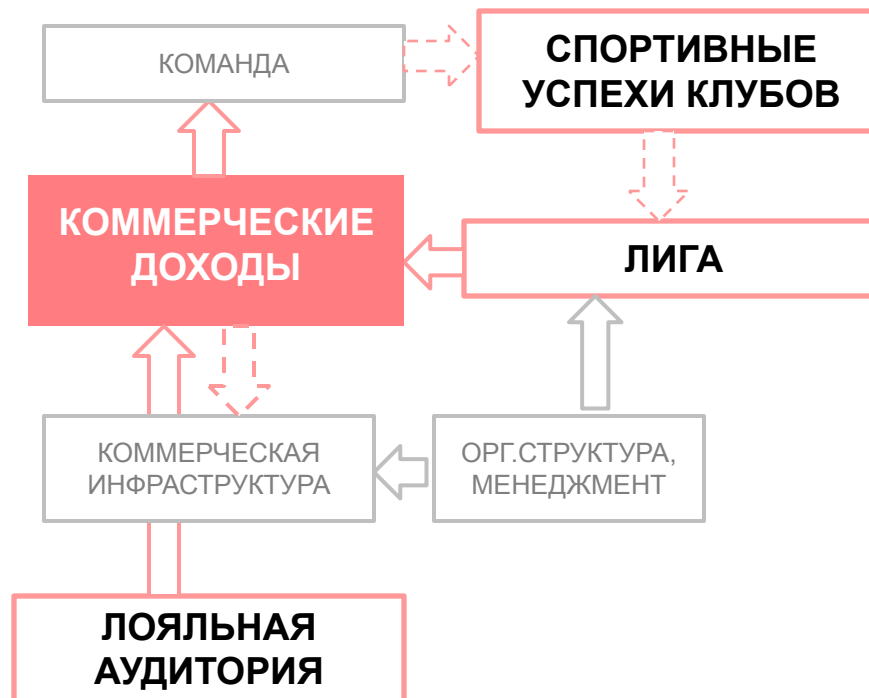 КОМАНДА
СПОРТИВНЫЕ
УСПЕХИ КЛУБОВ
КОММЕРЧЕСКИЕ
ДОХОДЫ
ЛИГА
КОММЕРЧЕСКАЯ
ИНФРАСТРУКТУРА
ОРГ.СТРУКТУРА,
МЕНЕДЖМЕНТ
ЛОЯЛЬНАЯ
АУДИТОРИЯ